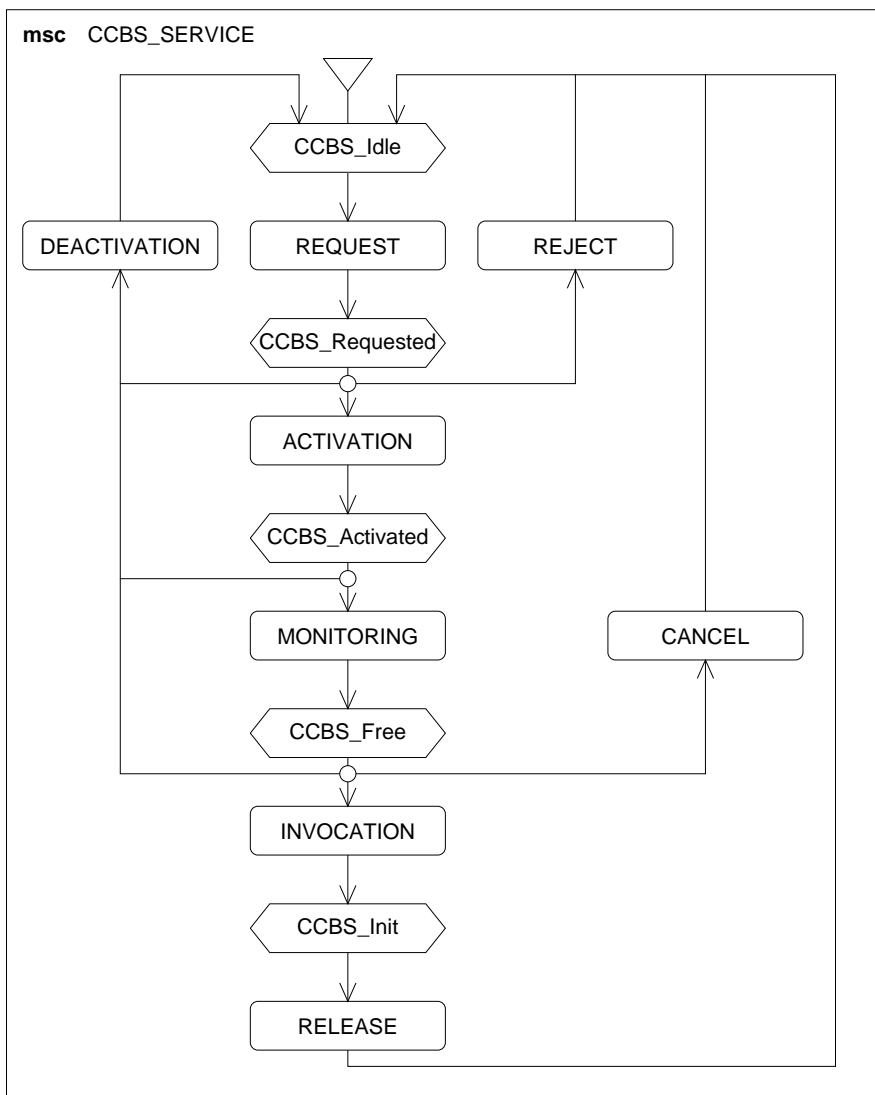 msc CCBS_SERVICE
CCBS_Idle
DEACTIVATION
REQUEST
REJECT
CCBS_Requested
ACTIVATION
CCBS_Activated
MONITORING
CANCEL
CCBS_Free
INVOCATION
CCBS_Init
RELEASE